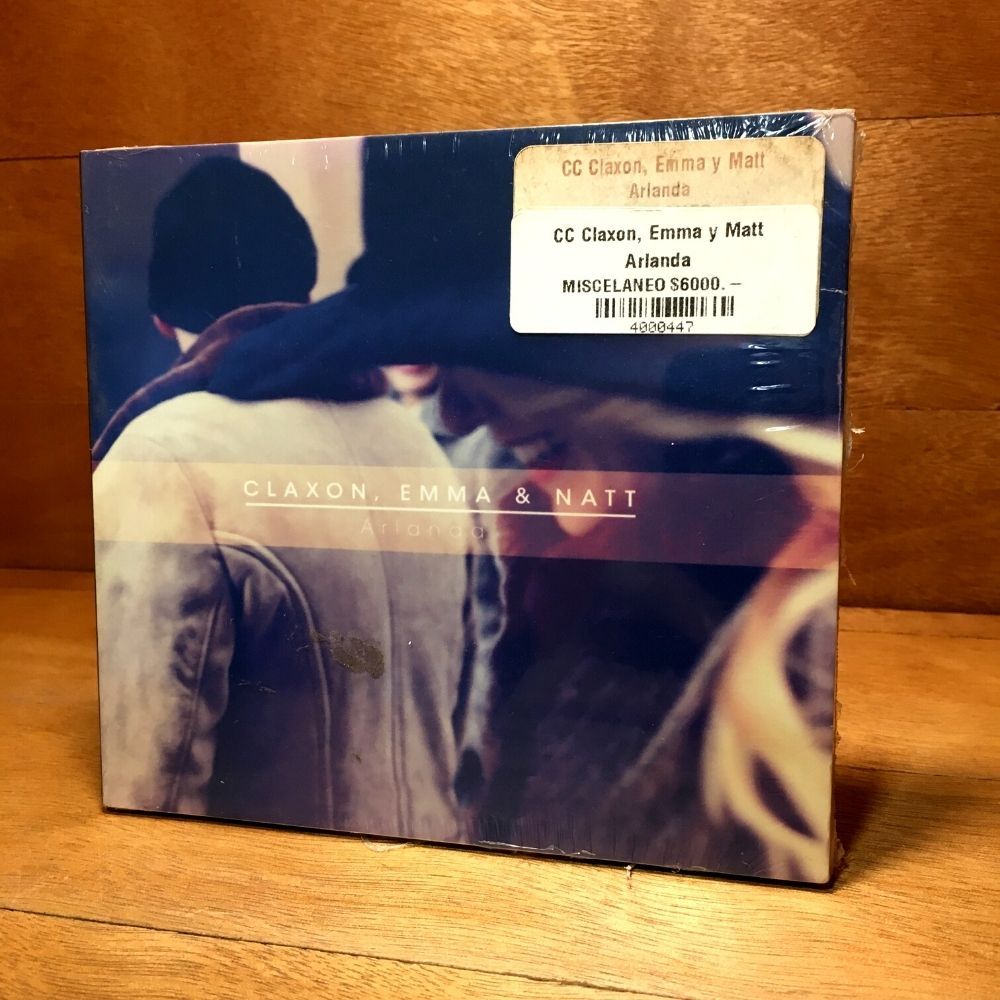 CC Claxon, Emma y Matt
Arlanda
CC Claxon, Emma y Matt
Arlanda
MISCELANEO $6000.—
4000447
CLAXON, EMMA & NATT
Arlanda